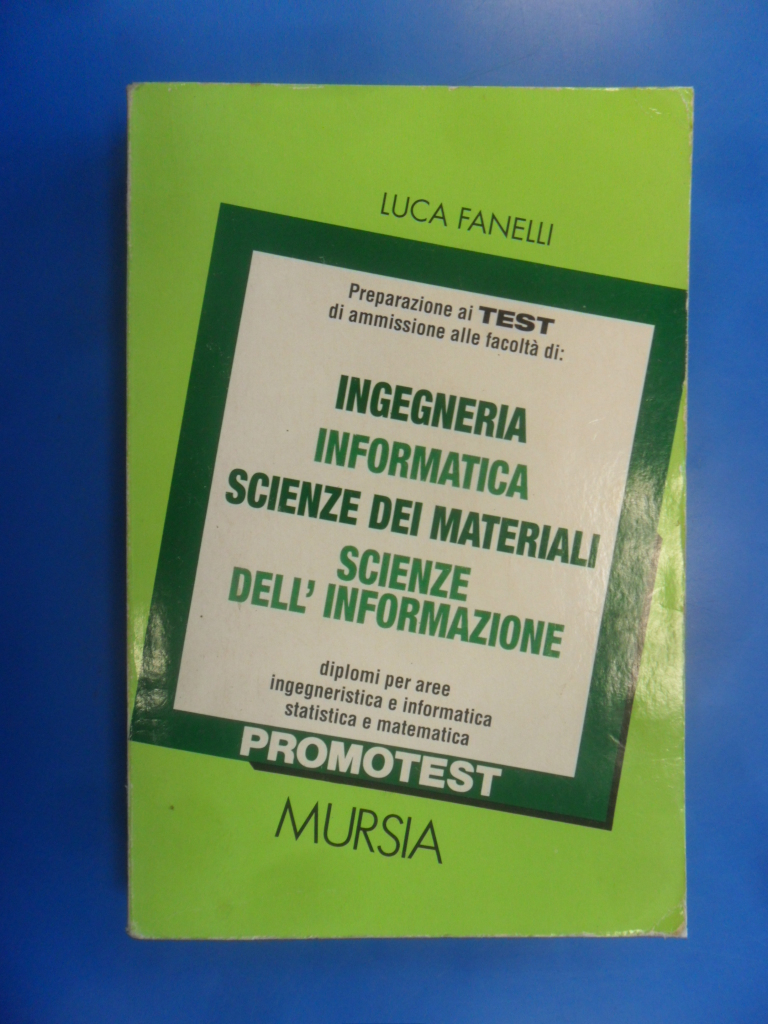 LUCA FANELLI
Preparazione ai TEST
di ammissione alle facoltà di:
INGEGNERIA
INFORMATICA
SCIENZE DEI MATERIALI
SCIENZE
DELL' INFORMAZIONE
diplomi per aree
ingegneristica e informatica
statistica e matematica
PROMOTEST
MURSIA